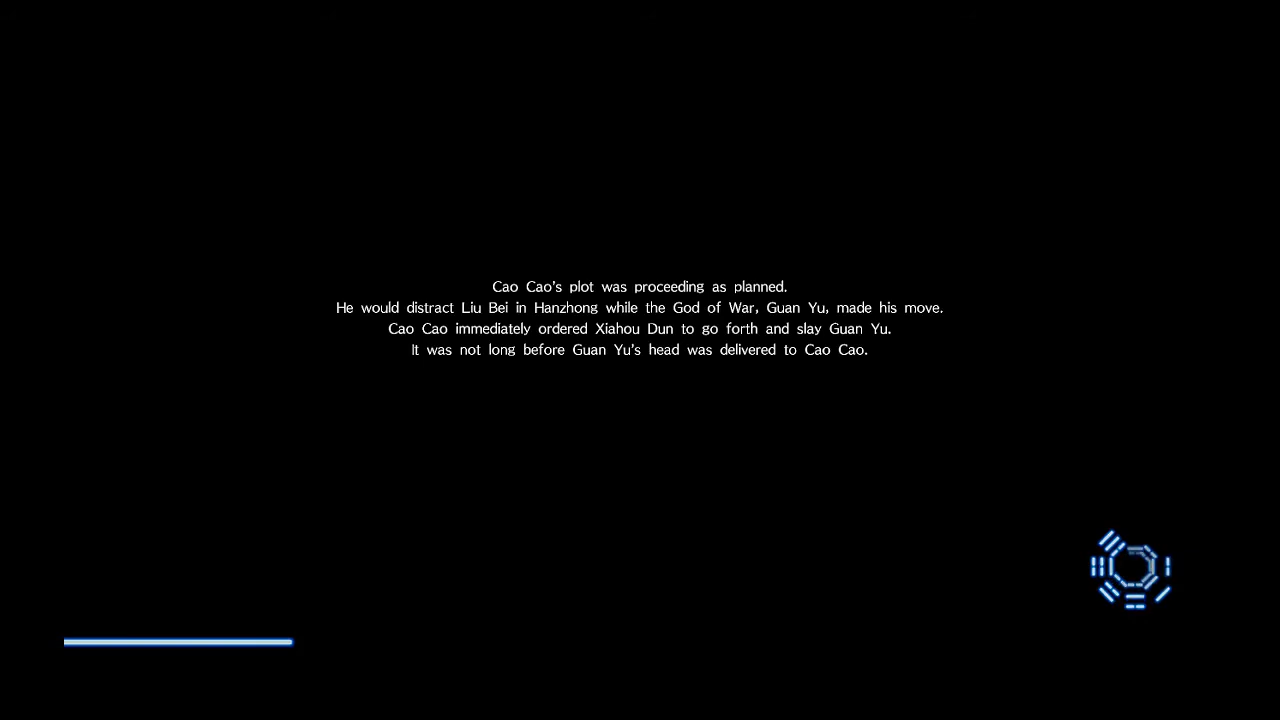 Cao Cao's plot was proceeding as planned.
He would distract Liu Bei in Hanzhong while the God of War, Guan Yu, made his move.
Cao Cao immediately ordered Xiahou Dun to go forth and slay Guan Yu.
It was not long before Guan Yu's head was delivered to Cao Cao.